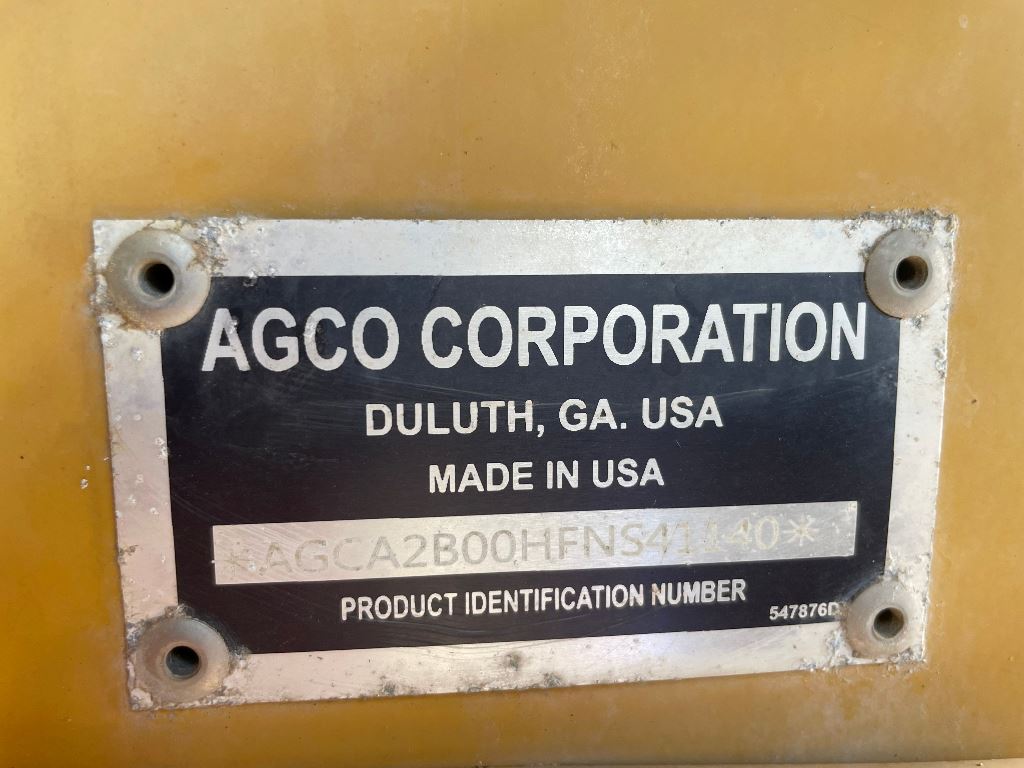 AGCO CORPORATION
DULUTH, GA. USA
MADE IN USA
*AGCA2B00HFNS41140*
PRODUCT IDENTIFICATION NUMBER
547876D